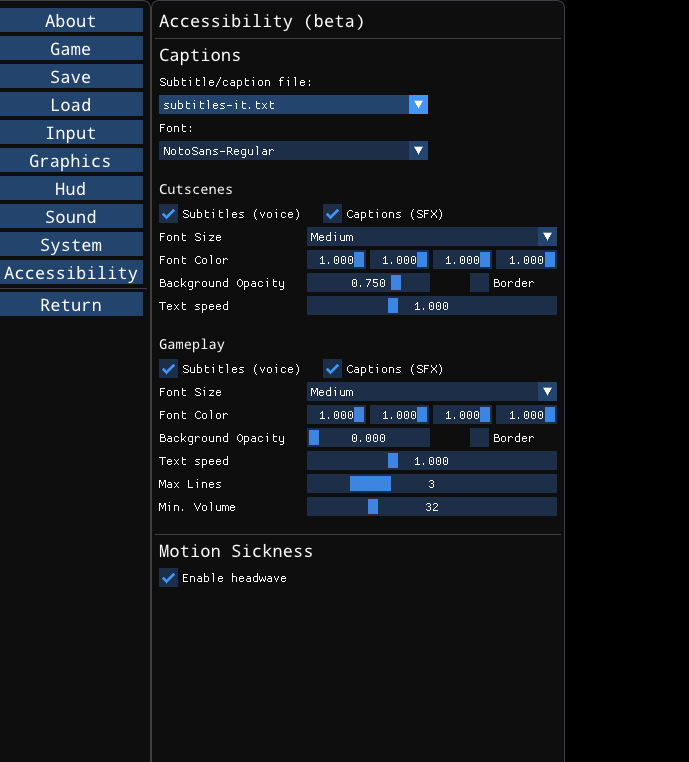 About
Game
Save
Load
Input
Graphics
Hud
Sound
System
Accessibility
Return
Accessibility (beta)
Captions
Subtitle/caption file:
subtitles-it.txt
Font:
NotoSans-Regular
Cutscenes
Subtitles (voice) Captions (SFX)
Font Size Medium
Font Color 1.000 1.000 1.000 1.000
Background Opacity 0.750 Border
Text speed 1.000
Gameplay
Subtitles (voice) Captions (SFX)
Font Size Medium
Font Color 1.000 1.000 1.000 1.000
Background Opacity 0.000 Border
Text speed 1.000
Max Lines 3
Min. Volume 32
Motion Sickness
Enable headwave